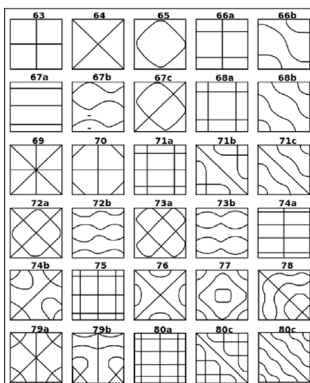 63 64 65 66a 66b
67a 67b 67c 68a 68b
69 70 71a 71b 71c
72a 72b 73a 73b 74a
74b 75 76 77 78
79a 79b 80a 80c 80c